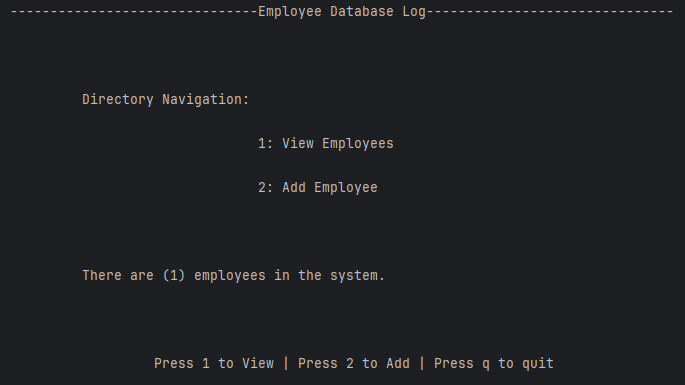 -------------------------------Employee Database Log-------------------------------
Directory Navigation:
1: View Employees
2: Add Employee
There are (1) employees in the system.
Press 1 to View | Press 2 to Add | Press q to quit